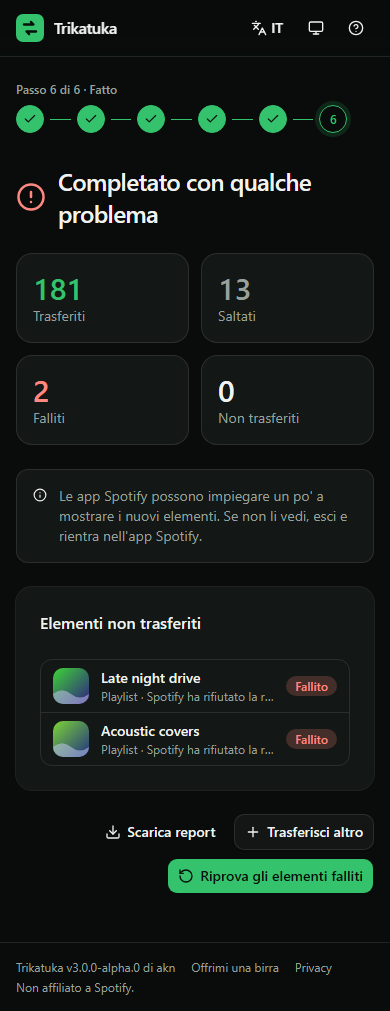 Trikatuka
IT
Passo 6 di 6 · Fatto
6
Completato con qualche
problema
181
Trasferiti
13
Saltati
2
Falliti
0
Non trasferiti
Le app Spotify possono impiegare un po' a
mostrare i nuovi elementi. Se non li vedi, esci e
rientra nell'app Spotify.
Elementi non trasferiti
Late night drive
Playlist · Spotify ha rifiutato la r...
Fallito
Acoustic covers
Playlist · Spotify ha rifiutato la r...
Fallito
Scarica report
Trasferisci altro
Riprova gli elementi falliti
Trikatuka v3.0.0-alpha.0 di akn
Offrimi una birra
Privacy
Non affiliato a Spotify.